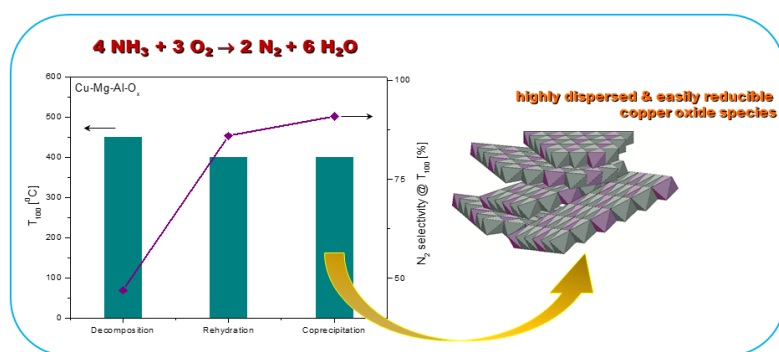 4 NH₃ + 3 O₂ → 2 N₂ + 6 H₂O
Cu-Mg-Al-Oₓ
600
500
400
300
200
100
0
T₁₀₀ [⁰C]
Decomposition
Rehydration
Coprecipitation
100
75
50
N₂ selectivity @ T₁₀₀ [%]
highly dispersed & easily reducible
copper oxide species